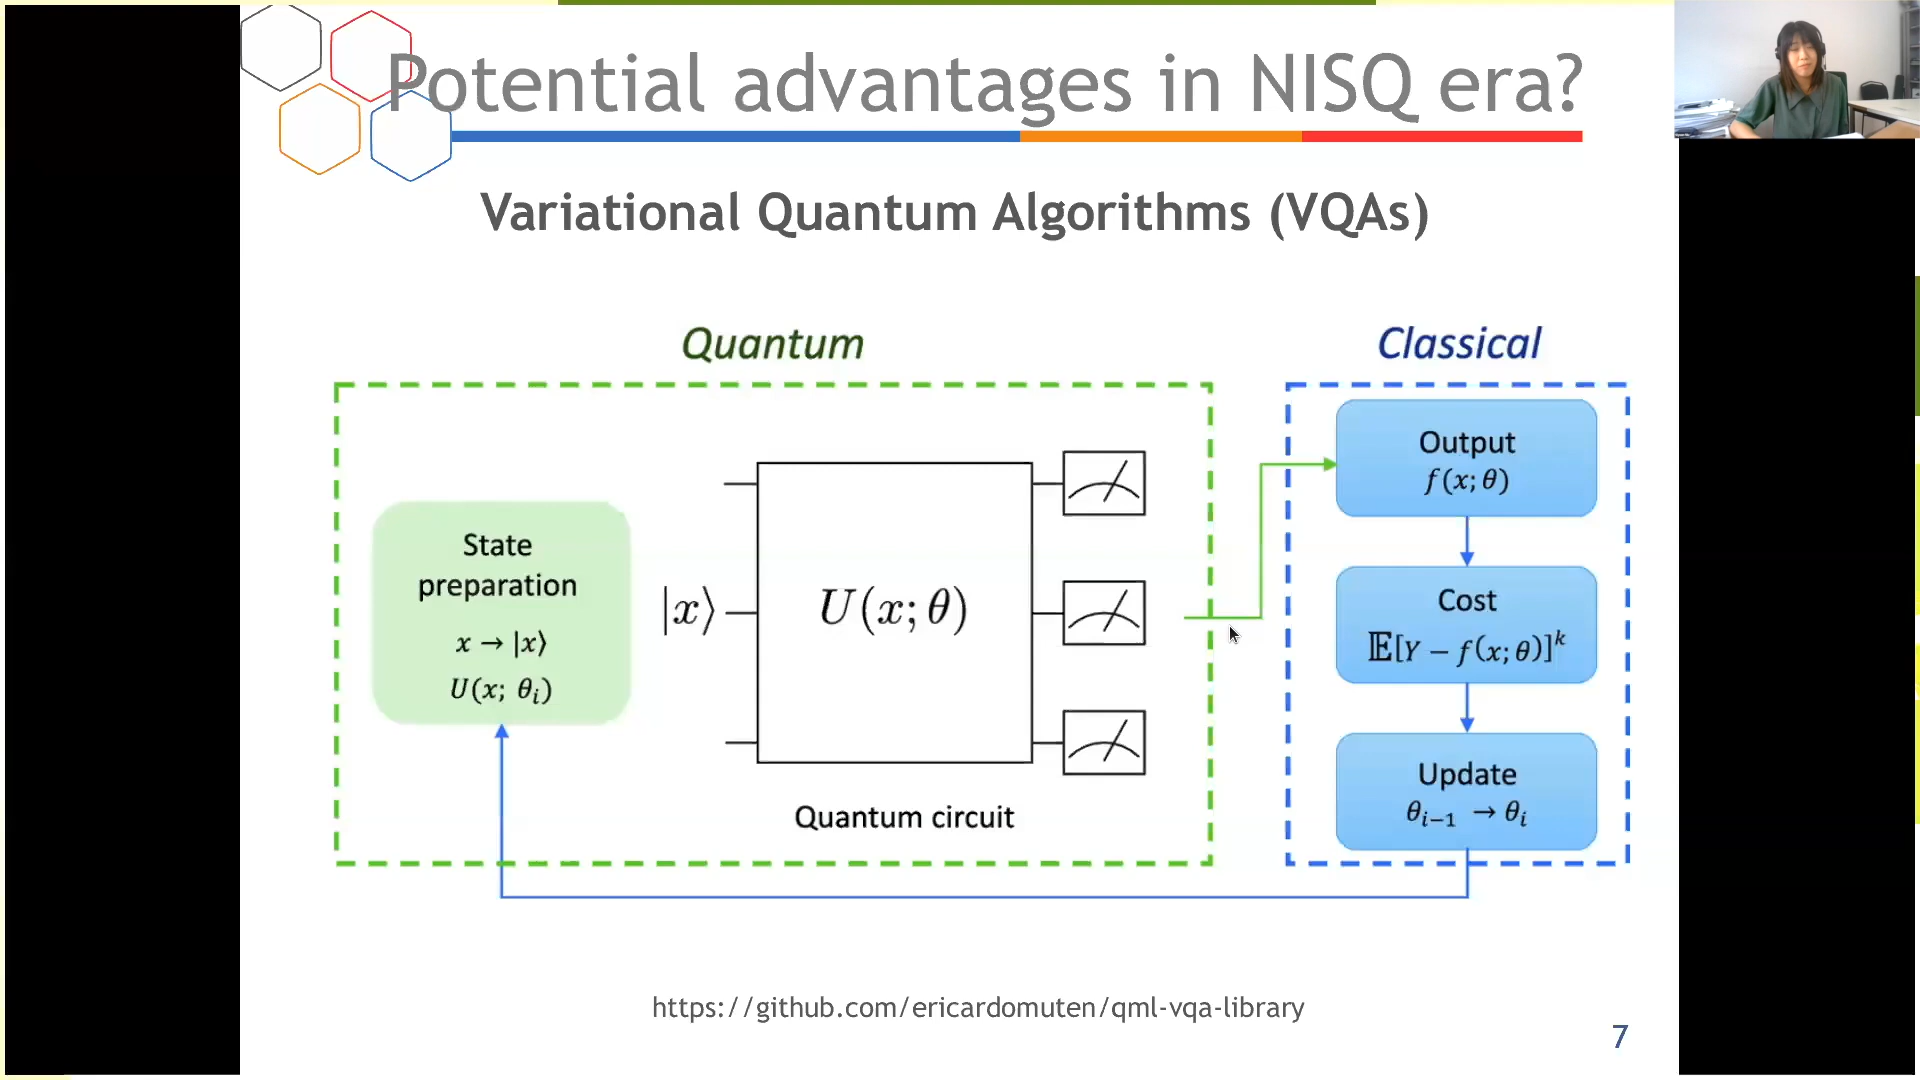 Potential advantages in NISQ era?
Variational Quantum Algorithms (VQAs)
Quantum
Classical
State
preparation
x → |x⟩
U(x; θᵢ)
|x⟩
U(x; θ)
Quantum circuit
Output
f(x; θ)
Cost
𝔼[Y − f(x; θ)]ᵏ
Update
θᵢ₋₁ → θᵢ
https://github.com/ericardomuten/qml-vqa-library
7